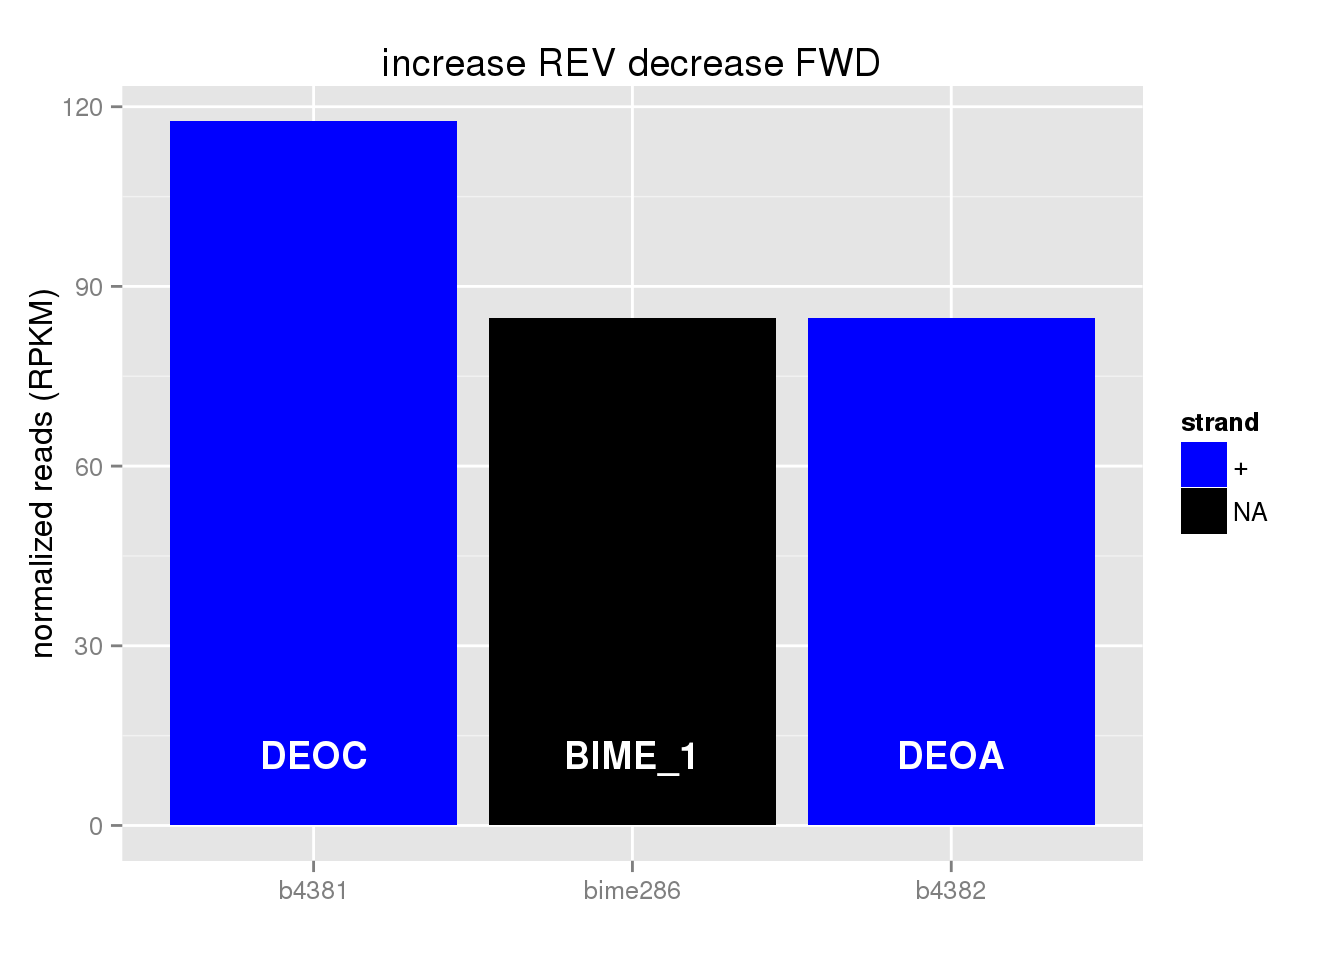 increase REV decrease FWD
normalized reads (RPKM)
120
90
60
30
0
DEOC
BIME_1
DEOA
b4381
bime286
b4382
strand
+
NA